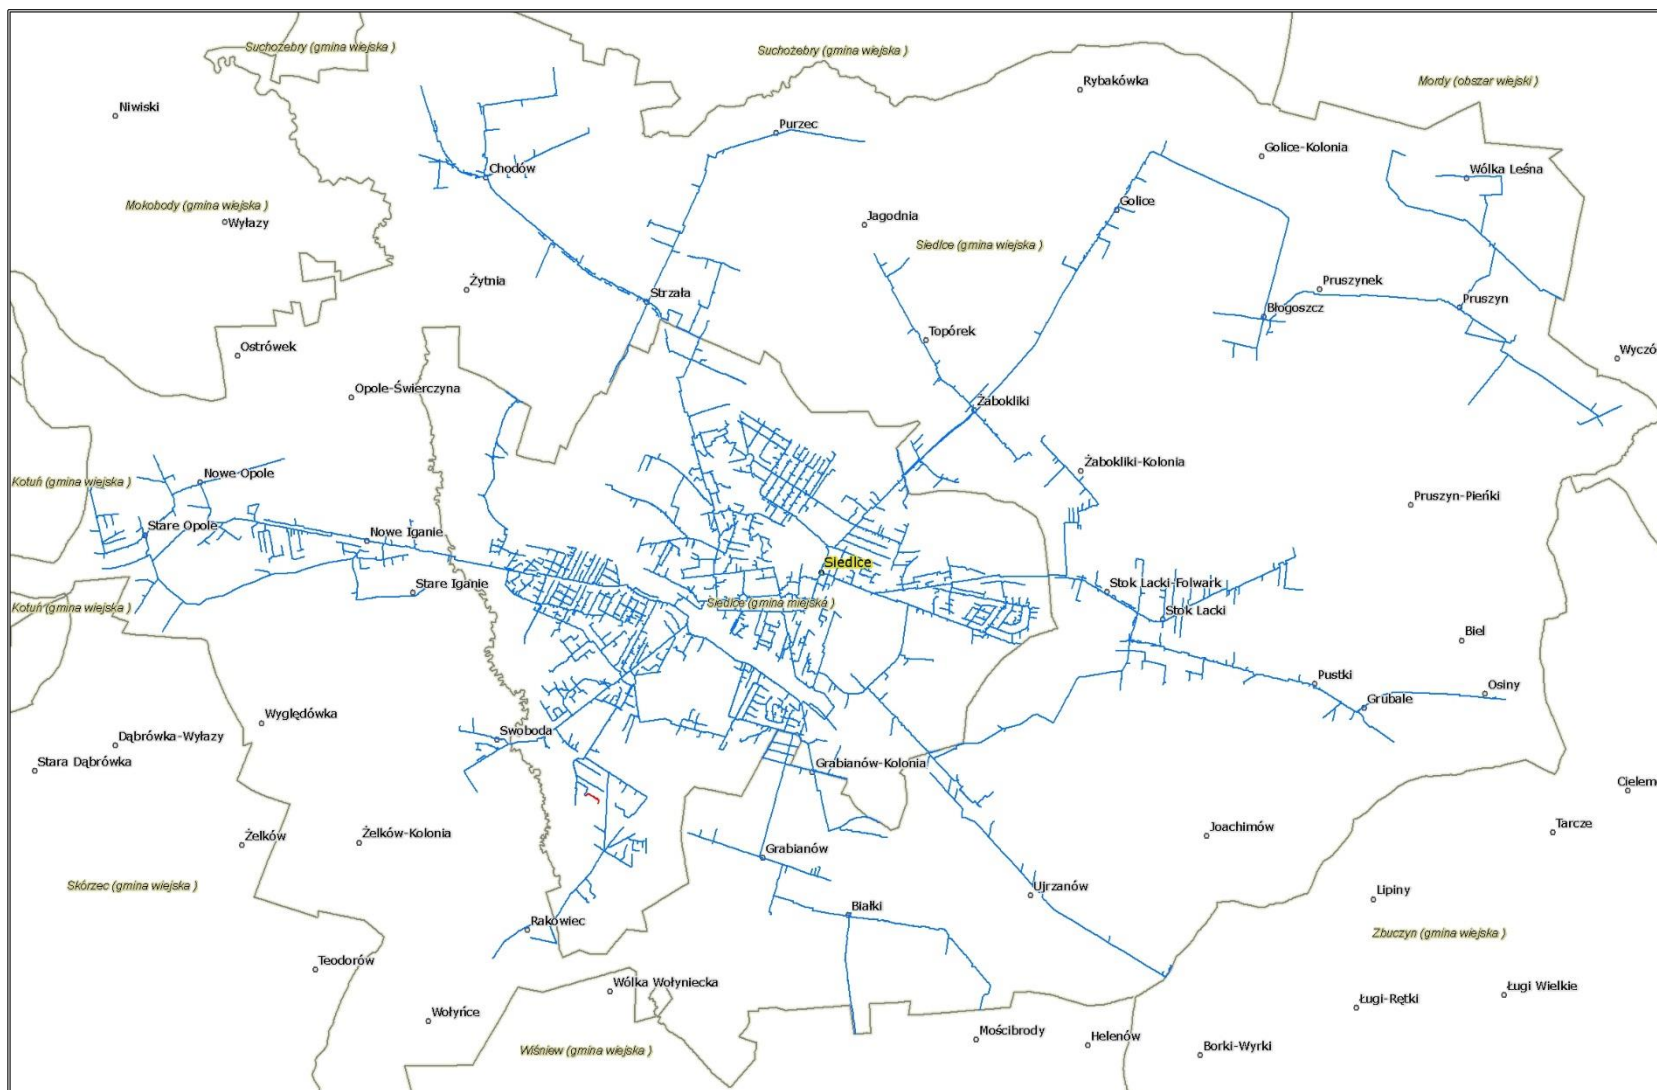 Suchożebry (gmina wiejska )
Suchożebry (gmina wiejska )
Rybakówka
Mordy (obszar wiejski )
Niwiski
Purzec
Golice-Kolonia
Chodów
Wólka Leśna
Mokobody (gmina wiejska )
Wyłazy
Golice
Jagodnia
Siedlce (gmina wiejska )
Żytnia
Strzała
Pruszynek
Pruszyn
Błogoszcz
Topórek
Ostrówek
Wyczó
Opole-Świerczyna
Żabokliki
Nowe Opole
Kotuń (gmina wiejska )
Żabokliki-Kolonia
Pruszyn-Pieńki
Stare Opole
Nowe Iganie
Siedlce
Stare Iganie
Stok Lacki-Folwark
Kotuń (gmina wiejska )
Siedlce (gmina miejska )
Stok Lacki
Biel
Pustki
Osiny
Grubale
Wyględówka
Swoboda
Dąbrówka-Wyłazy
Stara Dąbrówka
Grabianów-Kolonia
Cielem
Żelków
Żelków-Kolonia
Joachimów
Tarcze
Grabianów
Skórzec (gmina wiejska )
Ujrzanów
Lipiny
Białki
Rakowiec
Zbuczyn (gmina wiejska )
Teodorów
Wólka Wołyniecka
Ługi Wielkie
Ługi-Rętki
Wołyńce
Mościbrody
Helenów
Wiśniew (gmina wiejska )
Borki-Wyrki